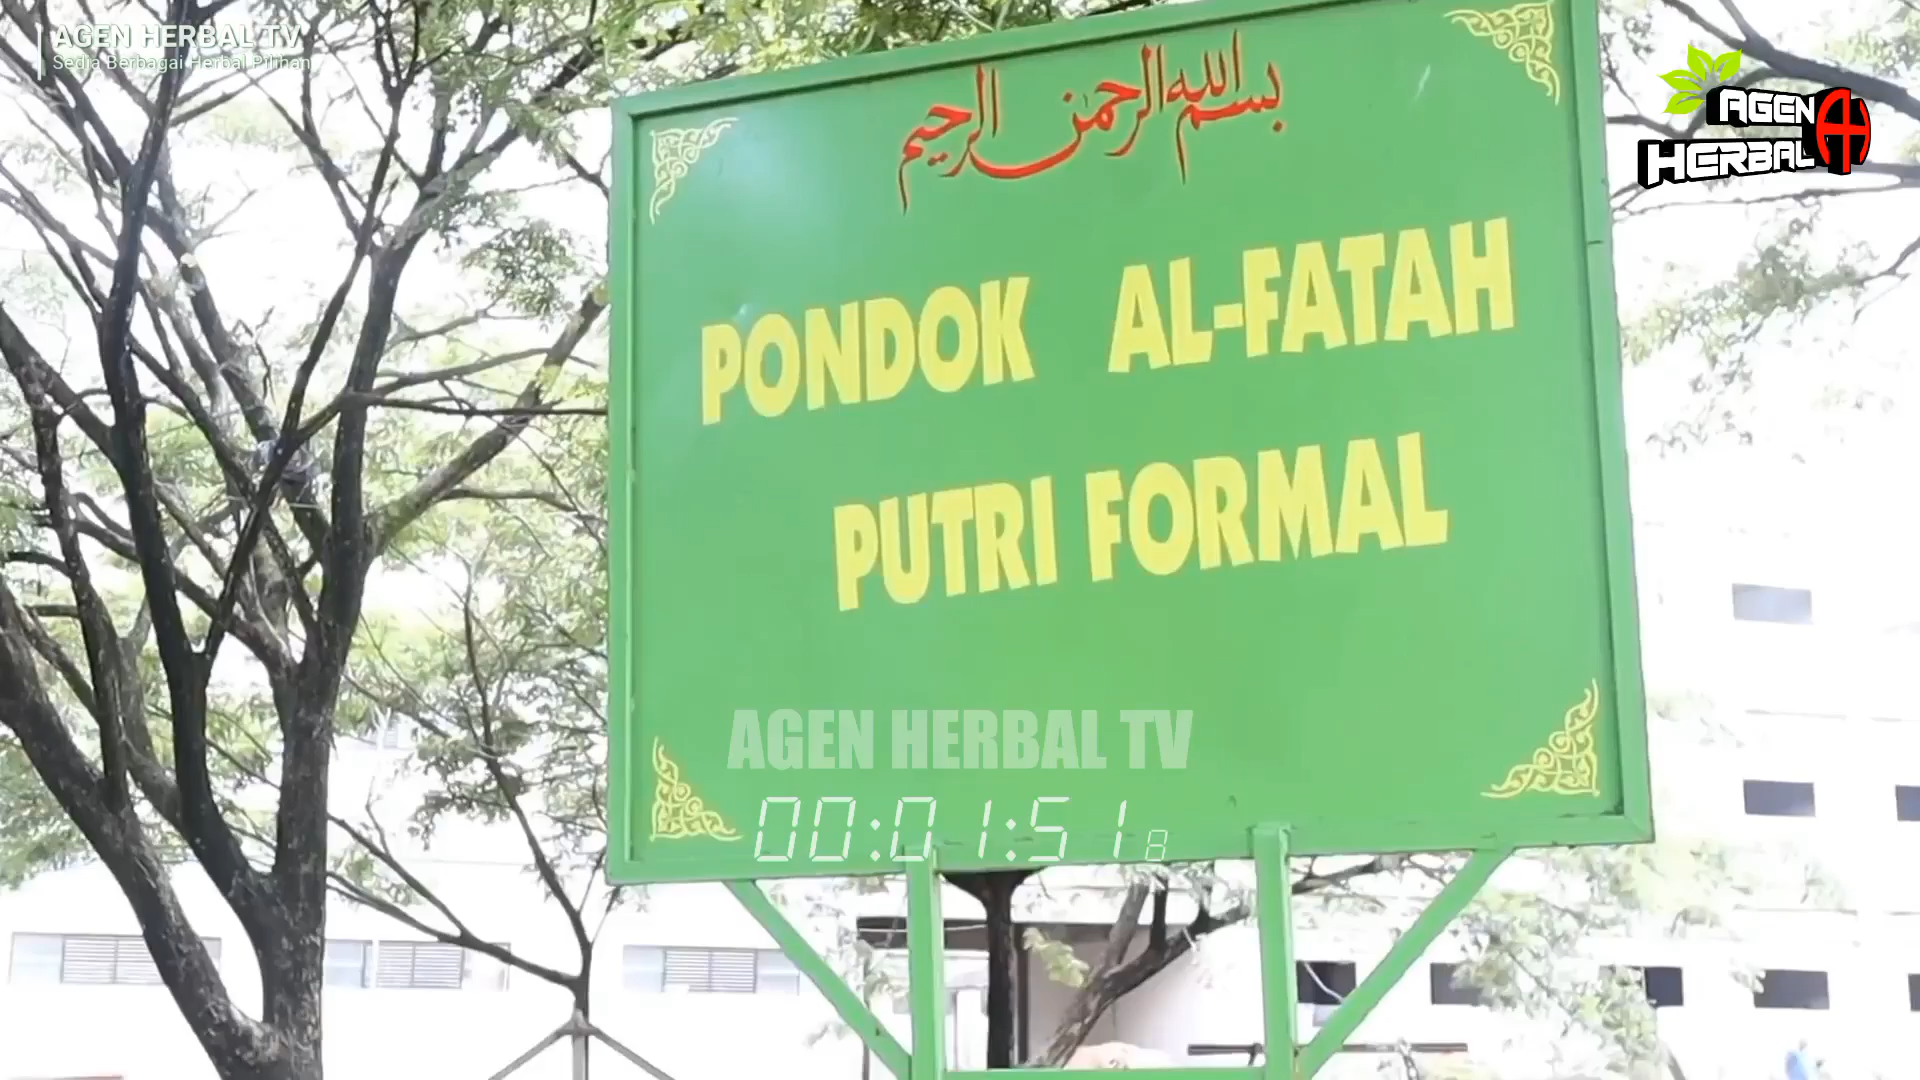 AGEN HERBAL TV
Sedia Berbagai Herbal Pilihan
AGEN
HERBAL
بسم الله الرحمن الرحيم
PONDOK AL-FATAH
PUTRI FORMAL
AGEN HERBAL TV
00:01:51 8